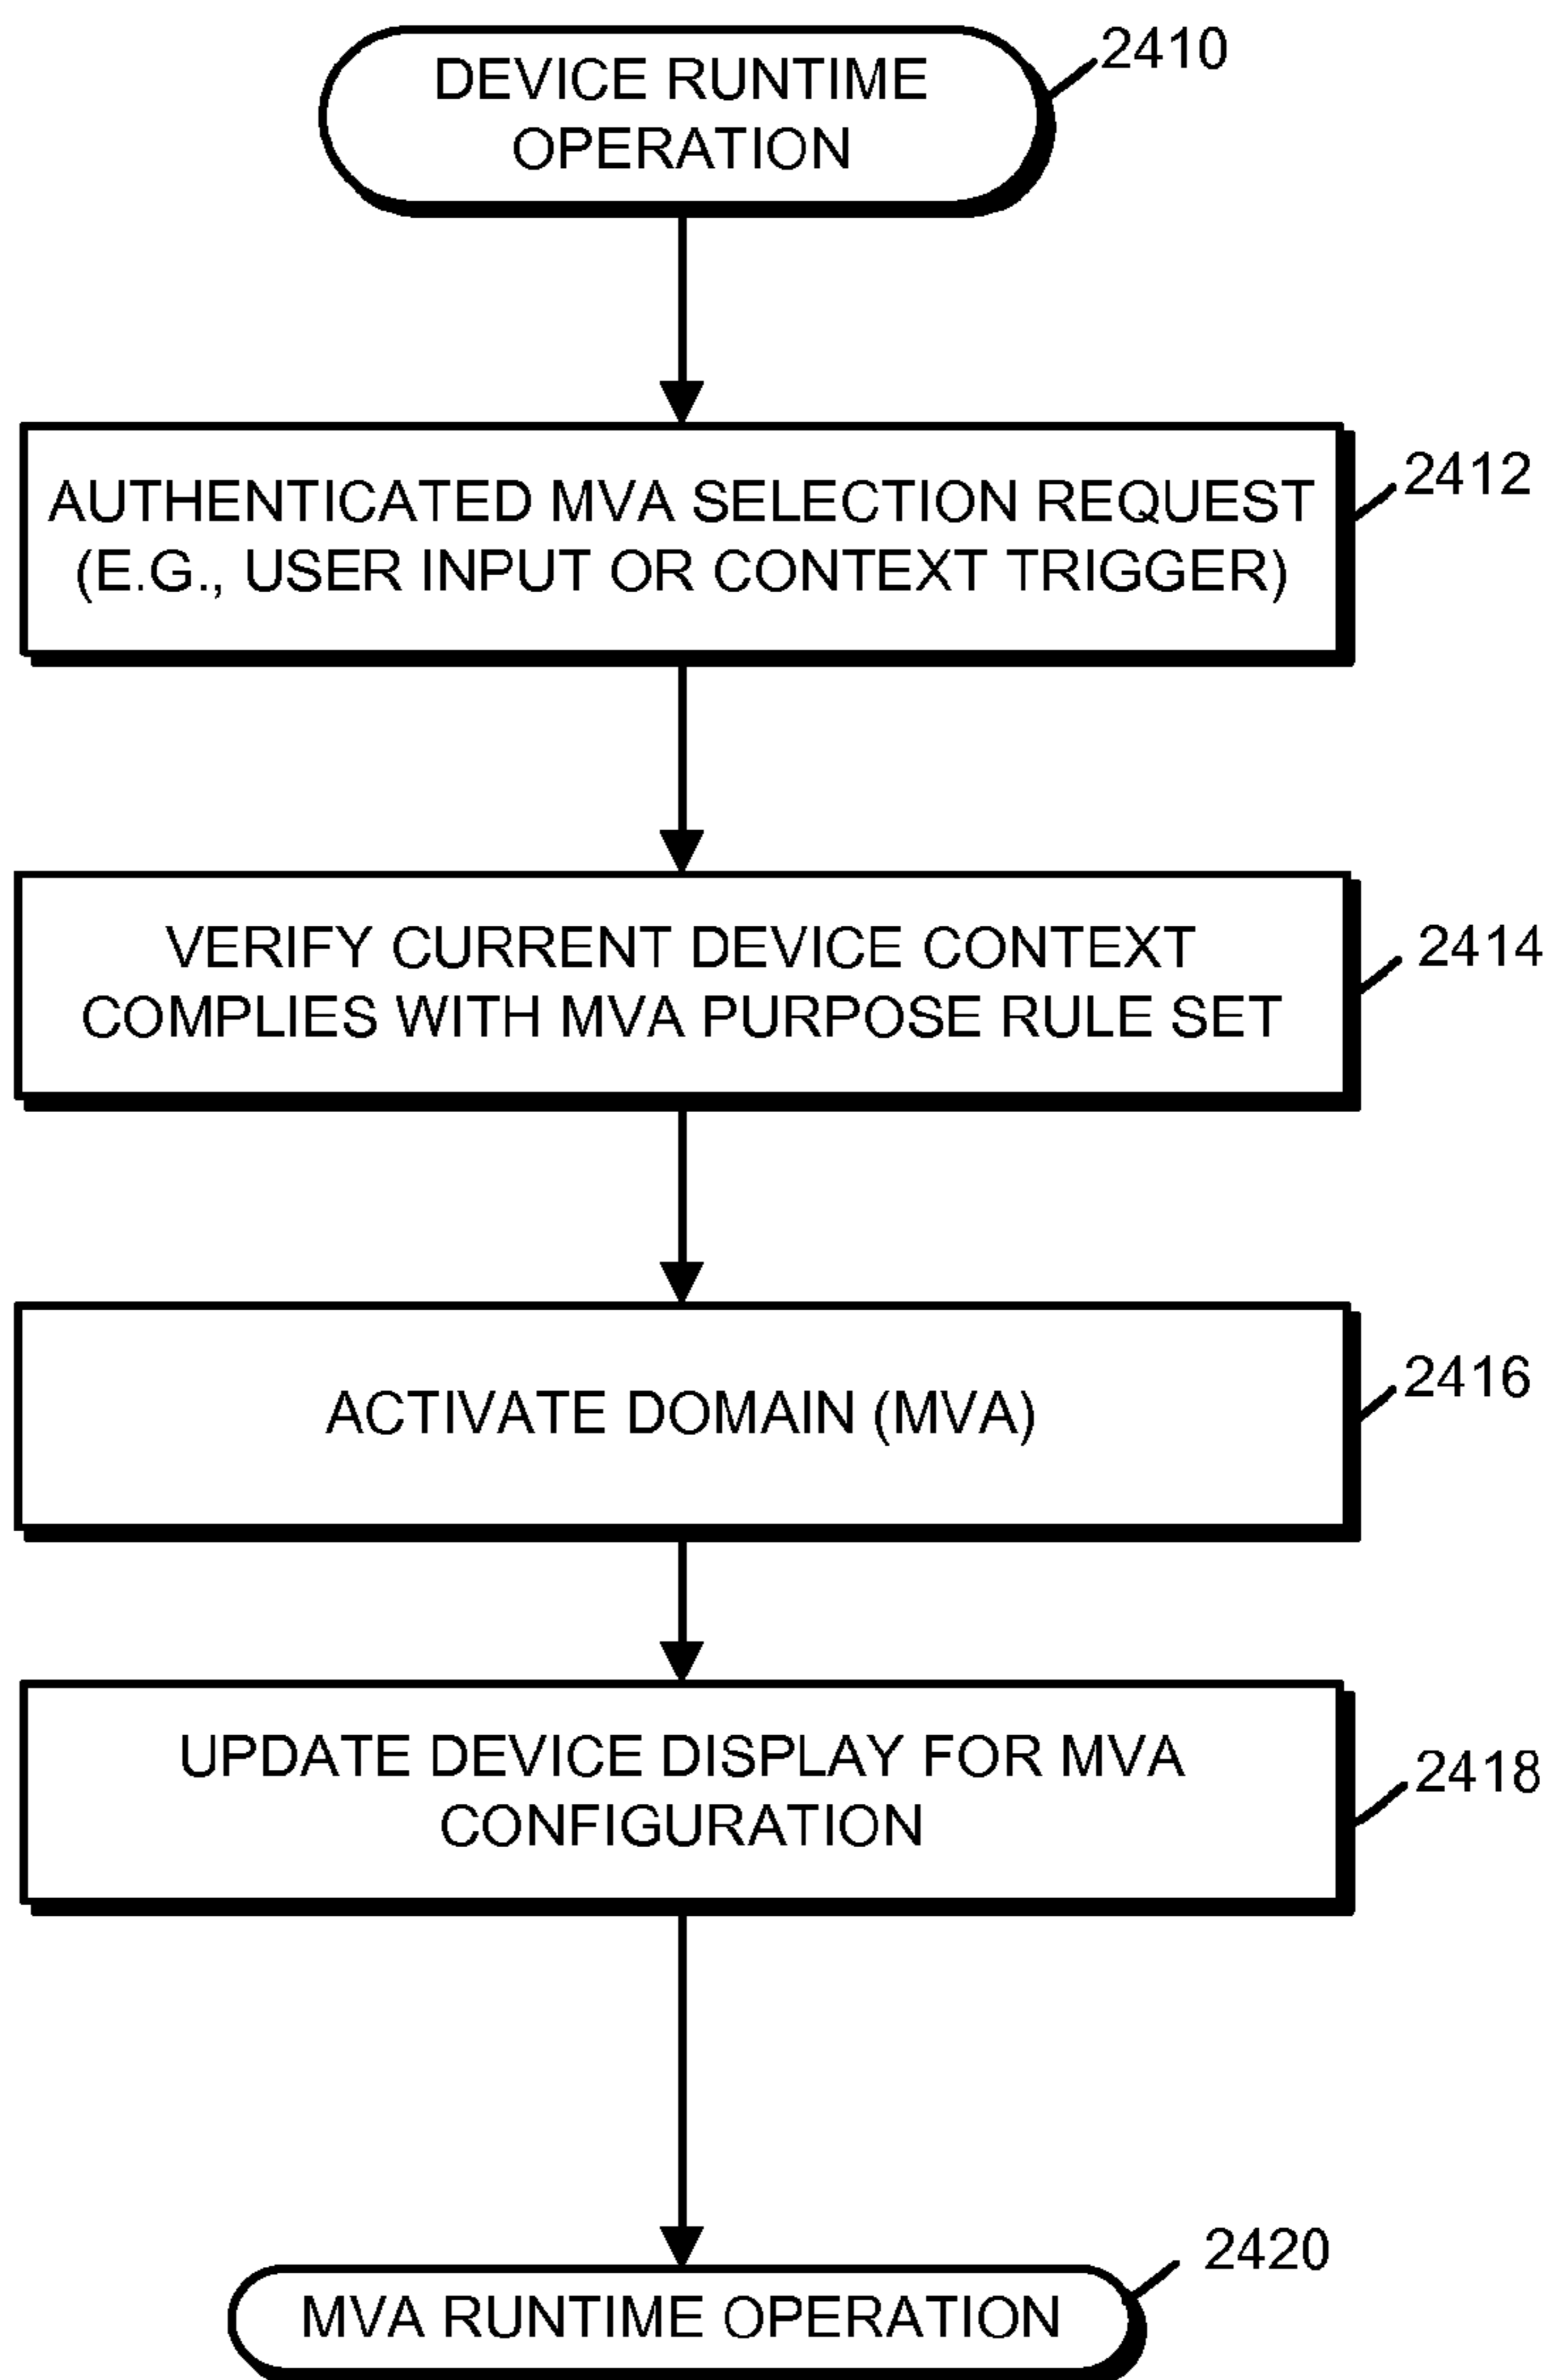 DEVICE RUNTIME
OPERATION
2410
AUTHENTICATED MVA SELECTION REQUEST
(E.G., USER INPUT OR CONTEXT TRIGGER)
2412
VERIFY CURRENT DEVICE CONTEXT
COMPLIES WITH MVA PURPOSE RULE SET
2414
ACTIVATE DOMAIN (MVA)
2416
UPDATE DEVICE DISPLAY FOR MVA
CONFIGURATION
2418
MVA RUNTIME OPERATION
2420